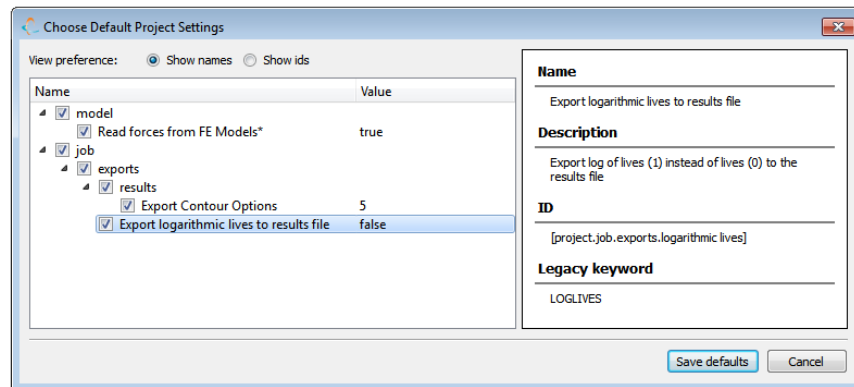 Choose Default Project Settings
View preference: Show names Show ids
Name Value
model
Read forces from FE Models* true
job
exports
results
Export Contour Options 5
Export logarithmic lives to results file false
Name
Export logarithmic lives to results file
Description
Export log of lives (1) instead of lives (0) to the
results file
ID
[project.job.exports.logarithmic lives]
Legacy keyword
LOGLIVES
Save defaults Cancel